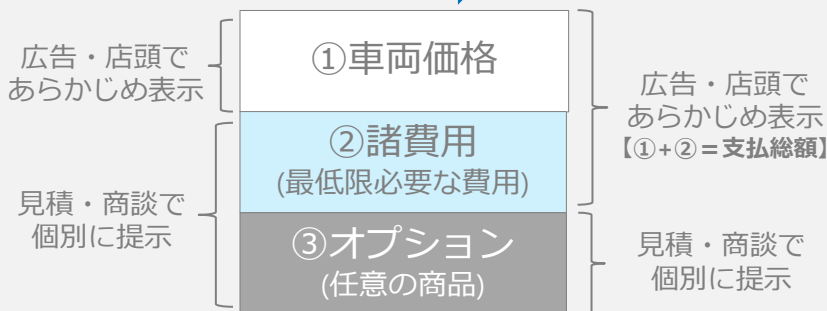 広告・店頭で
あらかじめ表示
見積・商談で
個別に提示
①車両価格
②諸費用
(最低限必要な費用)
③オプション
(任意の商品)
広告・店頭で
あらかじめ表示
【①+②＝支払総額】
見積・商談で
個別に提示